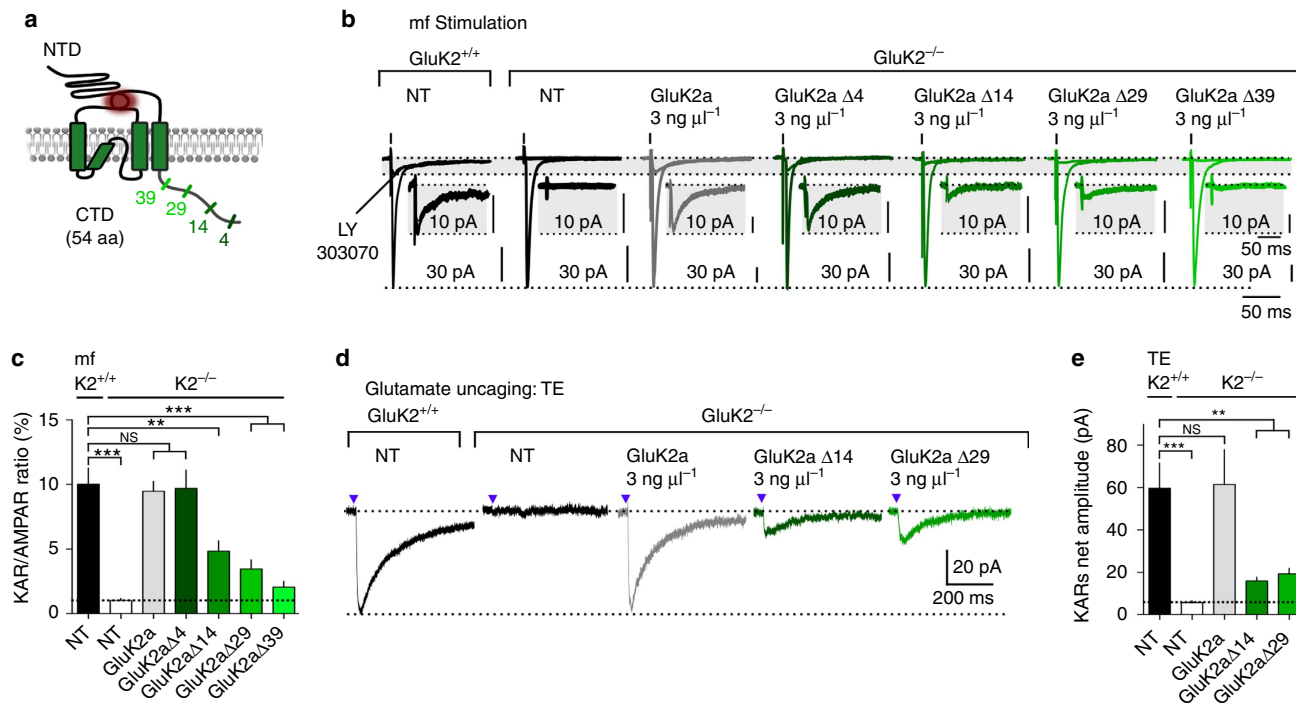 a
NTD
39
29
14
4
CTD
(54 aa)
b
mf Stimulation
GluK2+/+
GluK2–/–
NT
NT
GluK2a
3 ng µl–1
GluK2a Δ4
3 ng µl–1
GluK2a Δ14
3 ng µl–1
GluK2a Δ29
3 ng µl–1
GluK2a Δ39
3 ng µl–1
LY
303070
10 pA
10 pA
10 pA
10 pA
10 pA
10 pA
10 pA
50 ms
30 pA
30 pA
30 pA
30 pA
30 pA
30 pA
30 pA
50 ms
c
mf
K2+/+
K2–/–
KAR/AMPAR ratio (%)
15
10
5
0
***
**
NS
***
NT
NT
GluK2a
GluK2aΔ4
GluK2aΔ14
GluK2aΔ29
GluK2aΔ39
d
Glutamate uncaging: TE
GluK2+/+
GluK2–/–
NT
NT
GluK2a
3 ng µl–1
GluK2a Δ14
3 ng µl–1
GluK2a Δ29
3 ng µl–1
20 pA
200 ms
e
TE
K2+/+
K2–/–
KARs net amplitude (pA)
80
60
40
20
0
**
NS
***
NT
NT
GluK2a
GluK2aΔ14
GluK2aΔ29